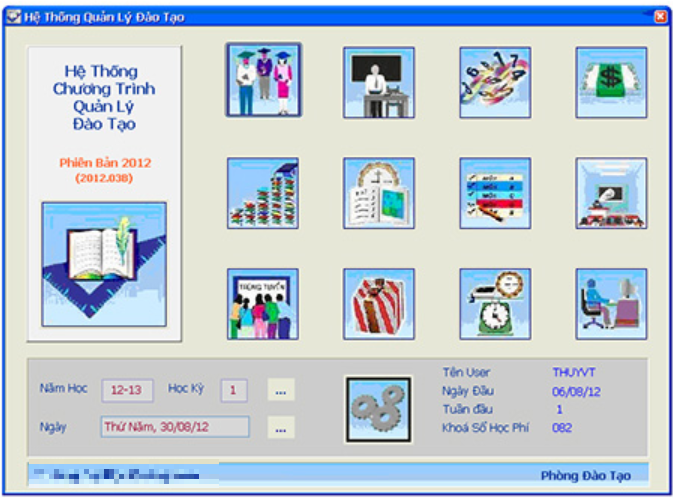 Hệ Thống Quản Lý Đào Tạo
Hệ Thống
Chương Trình
Quản Lý
Đào Tạo
Phiên Bản 2012
(2012.038)
TRÚNG TUYỂN
Năm Học 12-13 Học Kỳ 1 ...
Ngày Thứ Năm, 30/08/12 ...
Tên User THUYVT
Ngày Đầu 06/08/12
Tuần đầu 1
Khoá Sổ Học Phí 082
Phòng Đào Tạo